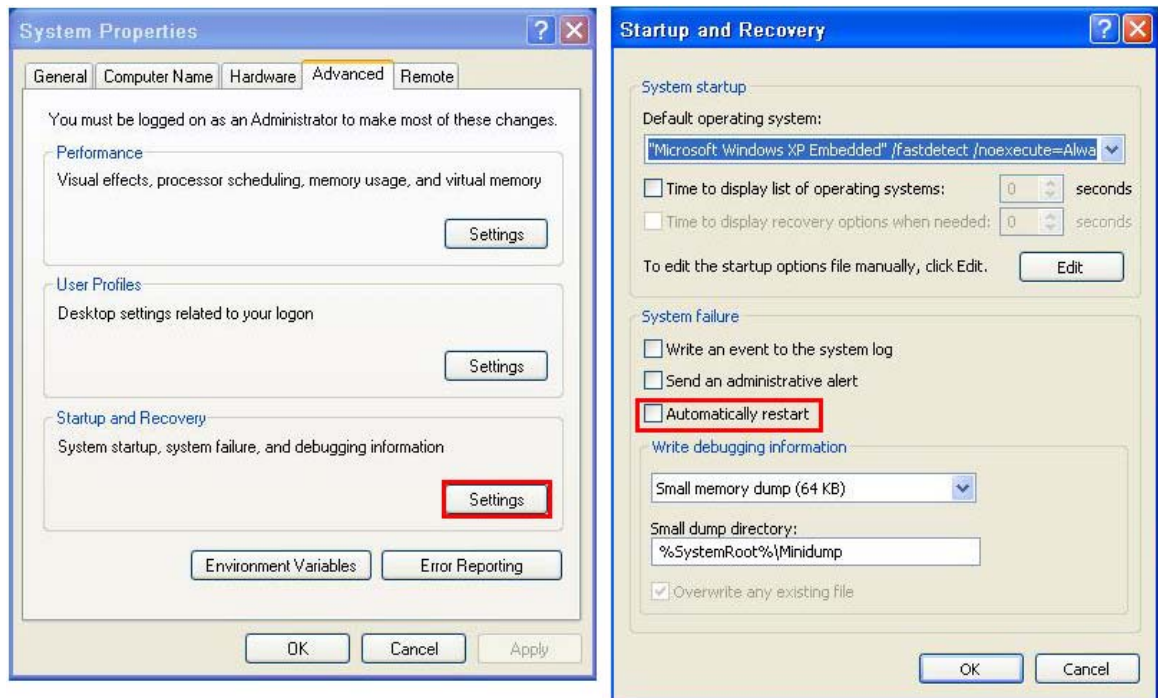 System Properties
General Computer Name Hardware Advanced Remote
You must be logged on as an Administrator to make most of these changes.
Performance
Visual effects, processor scheduling, memory usage, and virtual memory
Settings
User Profiles
Desktop settings related to your logon
Settings
Startup and Recovery
System startup, system failure, and debugging information
Settings
Environment Variables Error Reporting
OK Cancel Apply
Startup and Recovery
System startup
Default operating system:
"Microsoft Windows XP Embedded" /fastdetect /noexecute=Alwa
Time to display list of operating systems: 0 seconds
Time to display recovery options when needed: 0 seconds
To edit the startup options file manually, click Edit. Edit
System failure
Write an event to the system log
Send an administrative alert
Automatically restart
Write debugging information
Small memory dump (64 KB)
Small dump directory:
%SystemRoot%\Minidump
Overwrite any existing file
OK Cancel